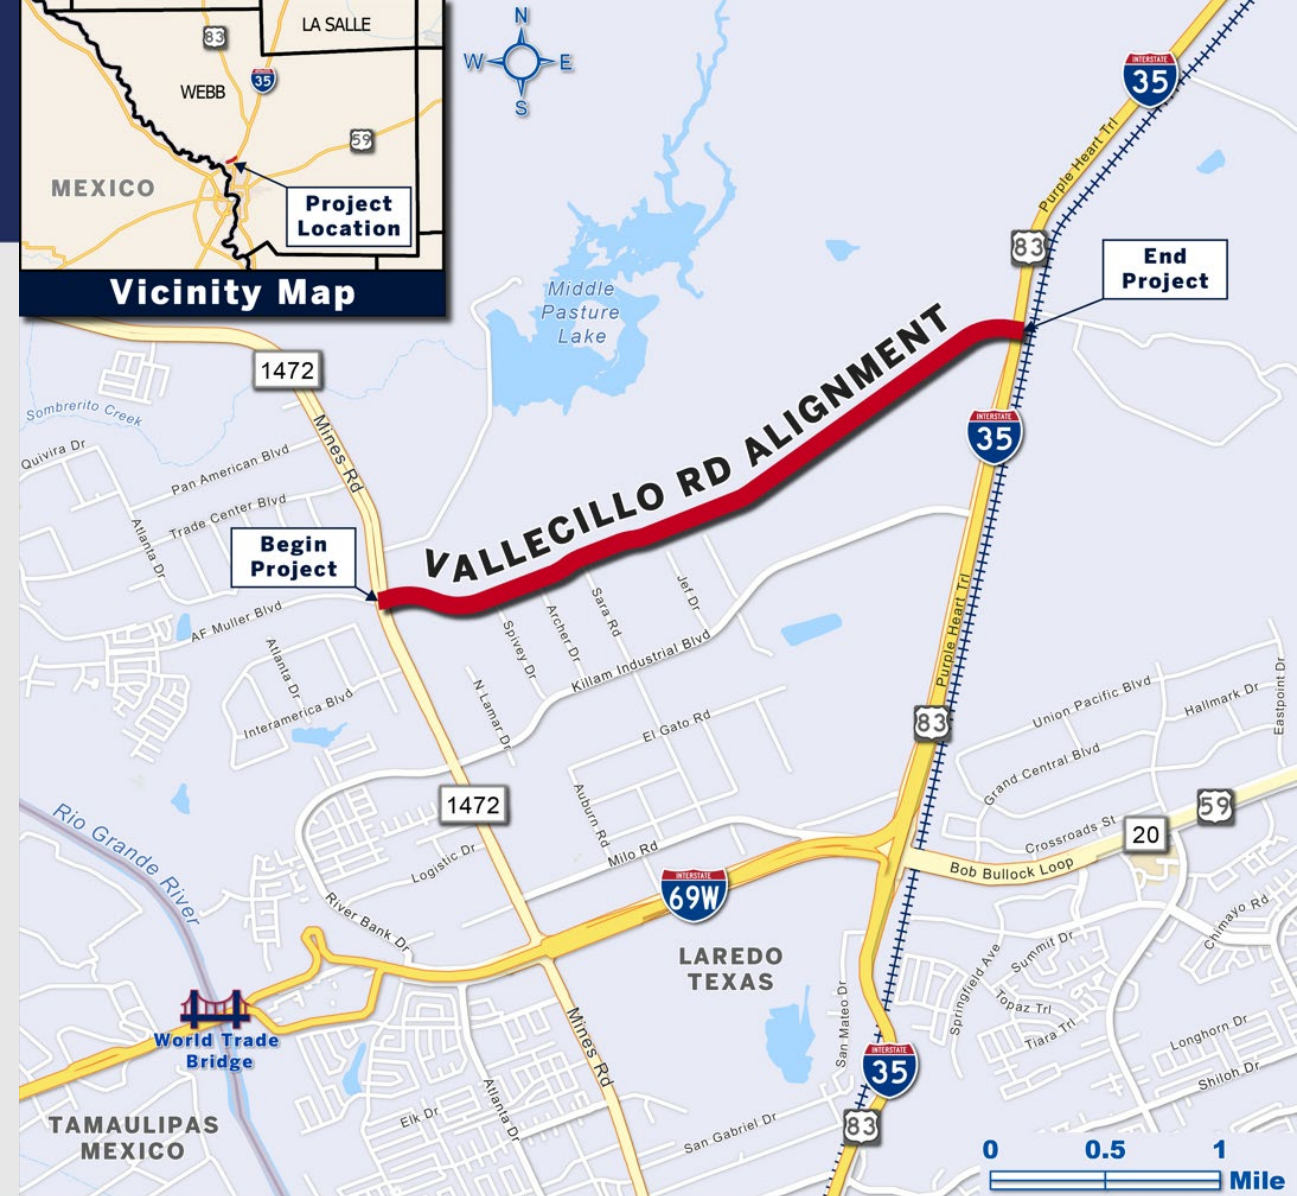 LA SALLE
83
INTERSTATE
35
WEBB
59
MEXICO
Project
Location
Vicinity Map
N
W
E
S
INTERSTATE
35
Purple Heart Trl
83
End
Project
Middle
Pasture
Lake
1472
Sombrerito Creek
Mines Rd
VALLECILLO RD ALIGNMENT
INTERSTATE
35
Quivira Dr
Pan American Blvd
Trade Center Blvd
Atlanta Dr
Begin
Project
AF Muller Blvd
Atlanta Dr
Interamerica Blvd
Spivey Dr
Archer Dr
Sara Rd
Jef Dr
Killam Industrial Blvd
N Lamar Dr
El Gato Rd
Purple Heart Trl
83
Union Pacific Blvd
Hallmark Dr
Eastpoint Dr
Grand Central Blvd
59
Crossroads St
20
Bob Bullock Loop
1472
Auburn Rd
Milo Rd
Logistic Dr
INTERSTATE
69W
Rio Grande River
River Bank Dr
LAREDO
TEXAS
Chimayo Rd
Summit Dr
Springfield Ave
Topaz Trl
Tiara Trl
Longhorn Dr
Shiloh Dr
San Mateo Dr
World Trade
Bridge
Mines Rd
INTERSTATE
35
83
TAMAULIPAS
MEXICO
Elk Dr
Atlanta Dr
San Gabriel Dr
0 0.5 1
Mile